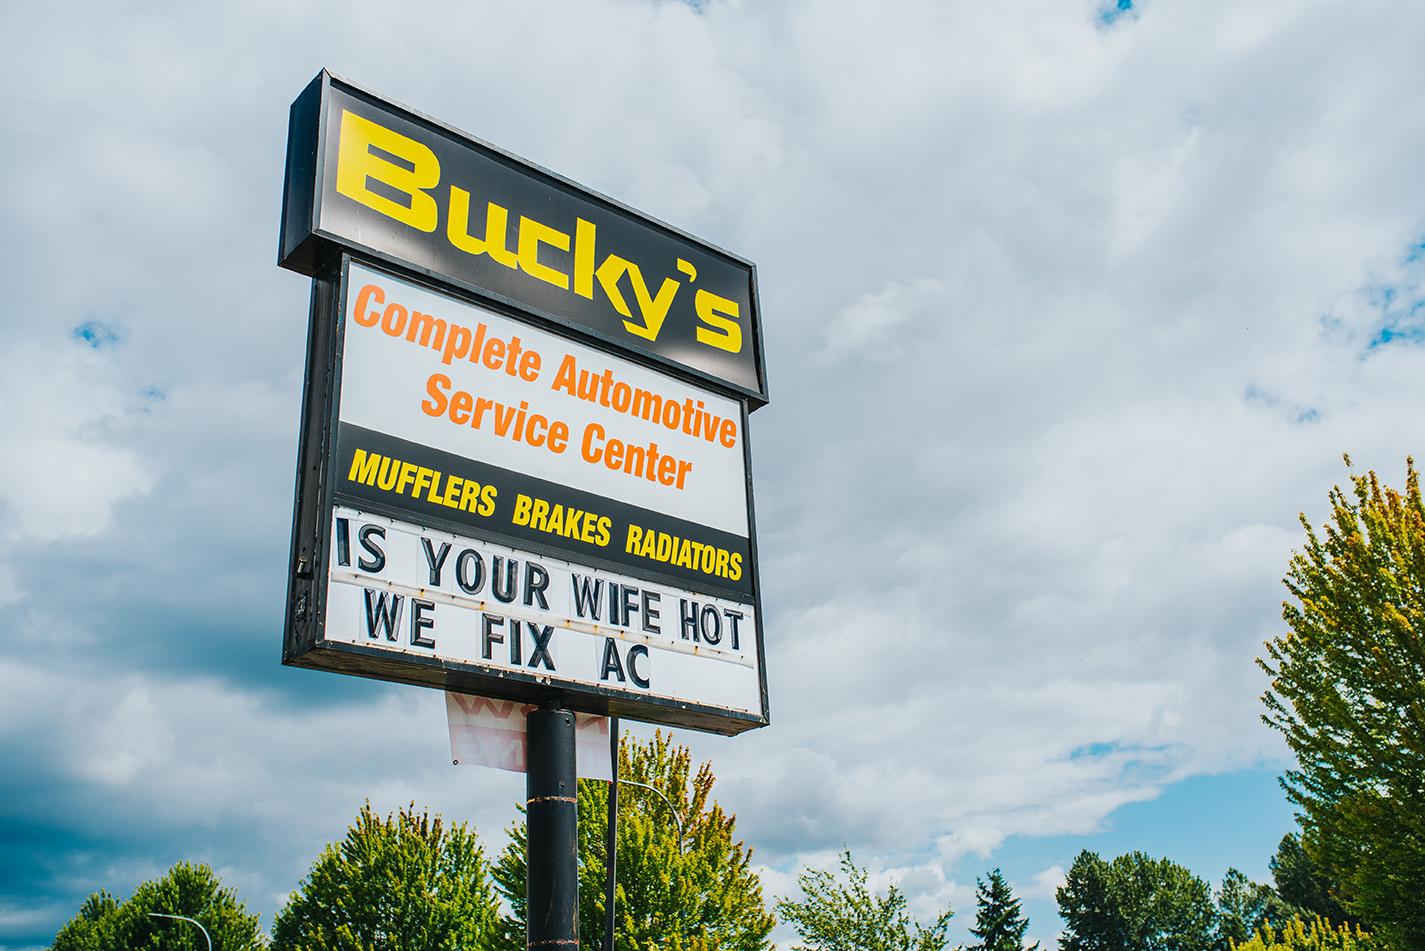 Bucky's
Complete Automotive
Service Center
MUFFLERS BRAKES RADIATORS
IS YOUR WIFE HOT
WE FIX AC